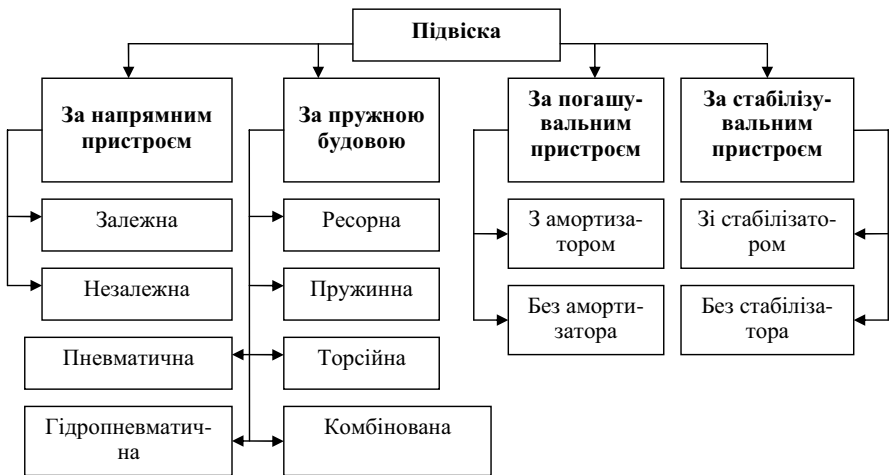 Підвіска
За напрямним
пристроєм
За пружною
будовою
За погашу-
вальним
пристроєм
За стабілізу-
вальним
пристроєм
Залежна
Ресорна
З амортиза-
тором
Зі стабілізато-
ром
Незалежна
Пружинна
Без аморти-
затора
Без стабіліза-
тора
Пневматична
Торсійна
Гідропневматич-
на
Комбінована